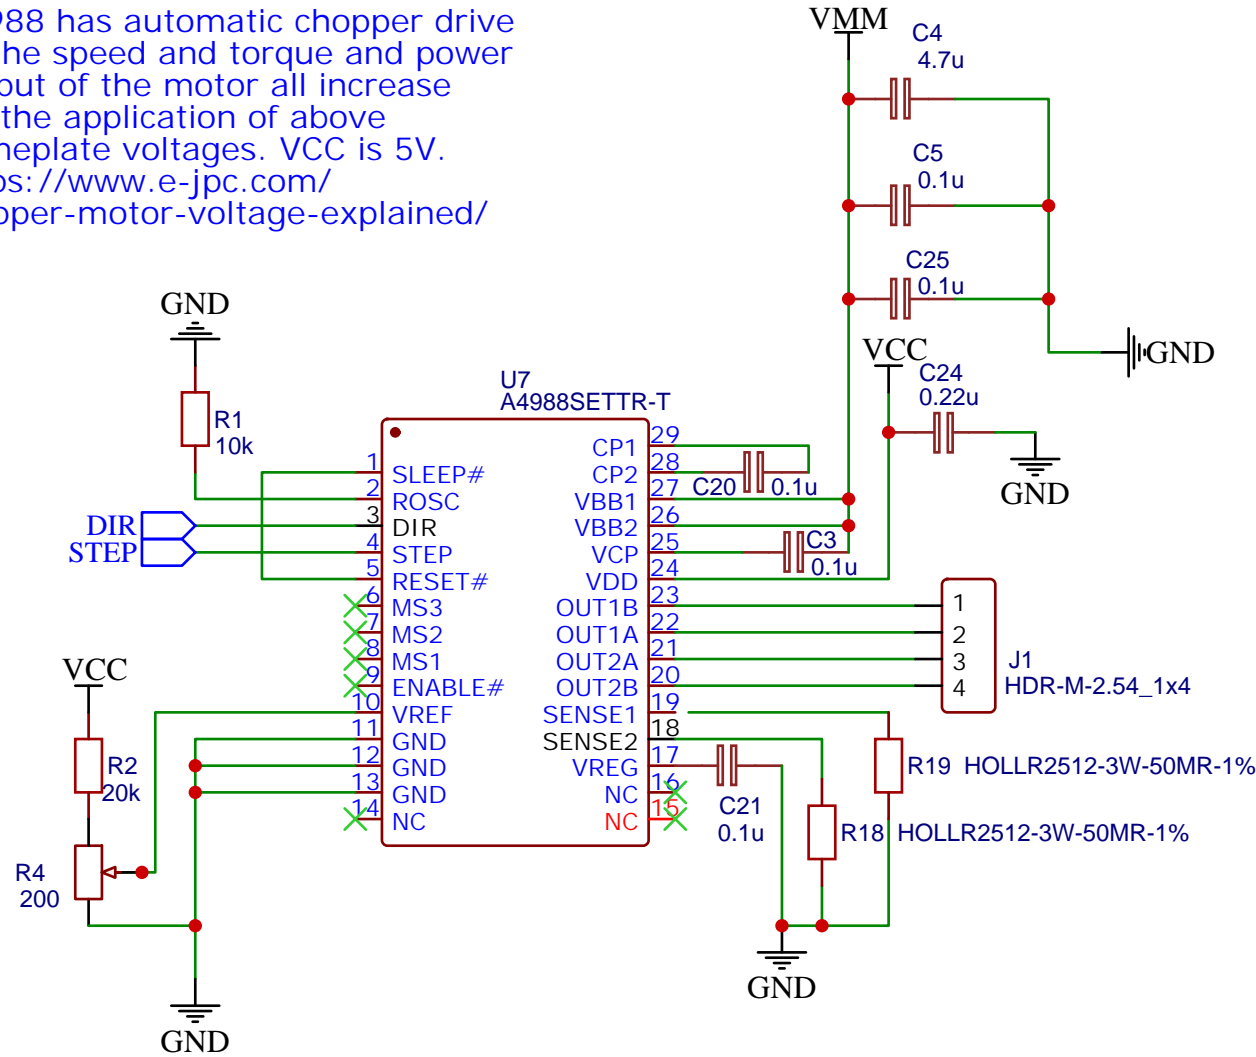 988 has automatic chopper drive
he speed and torque and power
put of the motor all increase
the application of above
neplate voltages. VCC is 5V.
ps://www.e-jpc.com/
pper-motor-voltage-explained/
VMM
C4
4.7u
C5
0.1u
C25
0.1u
GND
VCC
C24
0.22u
GND
GND
R1
10k
U7
A4988SETTR-T
DIR
STEP
1 SLEEP#
2 ROSC
3 DIR
4 STEP
5 RESET#
6 MS3
7 MS2
8 MS1
9 ENABLE#
10 VREF
11 GND
12 GND
13 GND
14 NC
CP1 29
CP2 28
VBB1 27
VBB2 26
VCP 25
VDD 24
OUT1B 23
OUT1A 22
OUT2A 21
OUT2B 20
SENSE1 19
SENSE2 18
VREG 17
NC 16
NC 15
C20 0.1u
C3
0.1u
1
2
3
4
J1
HDR-M-2.54_1x4
VCC
R2
20k
R4
200
GND
C21
0.1u
R19 HOLLR2512-3W-50MR-1%
R18 HOLLR2512-3W-50MR-1%
GND